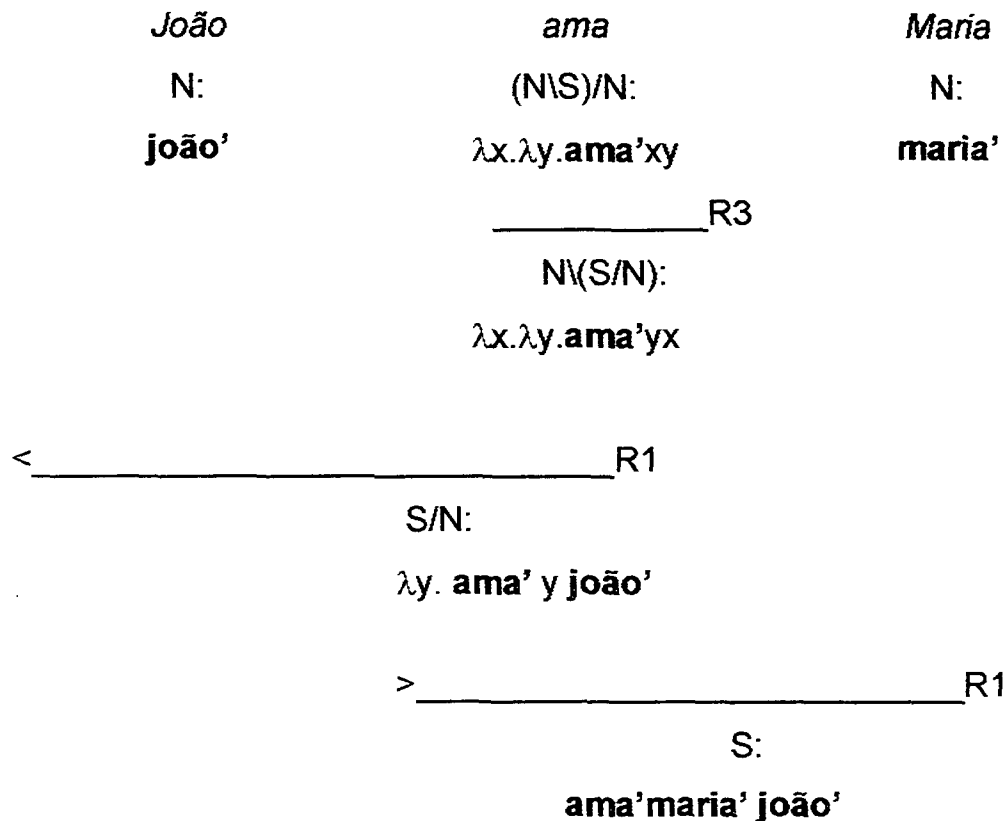 João ama Maria
N: (N\S)/N: N:
joão' λx.λy.ama'xy maria'
R3
N\(S/N):
λx.λy.ama'yx
< R1
S/N:
λy. ama' y joão'
> R1
S:
ama'maria' joão'